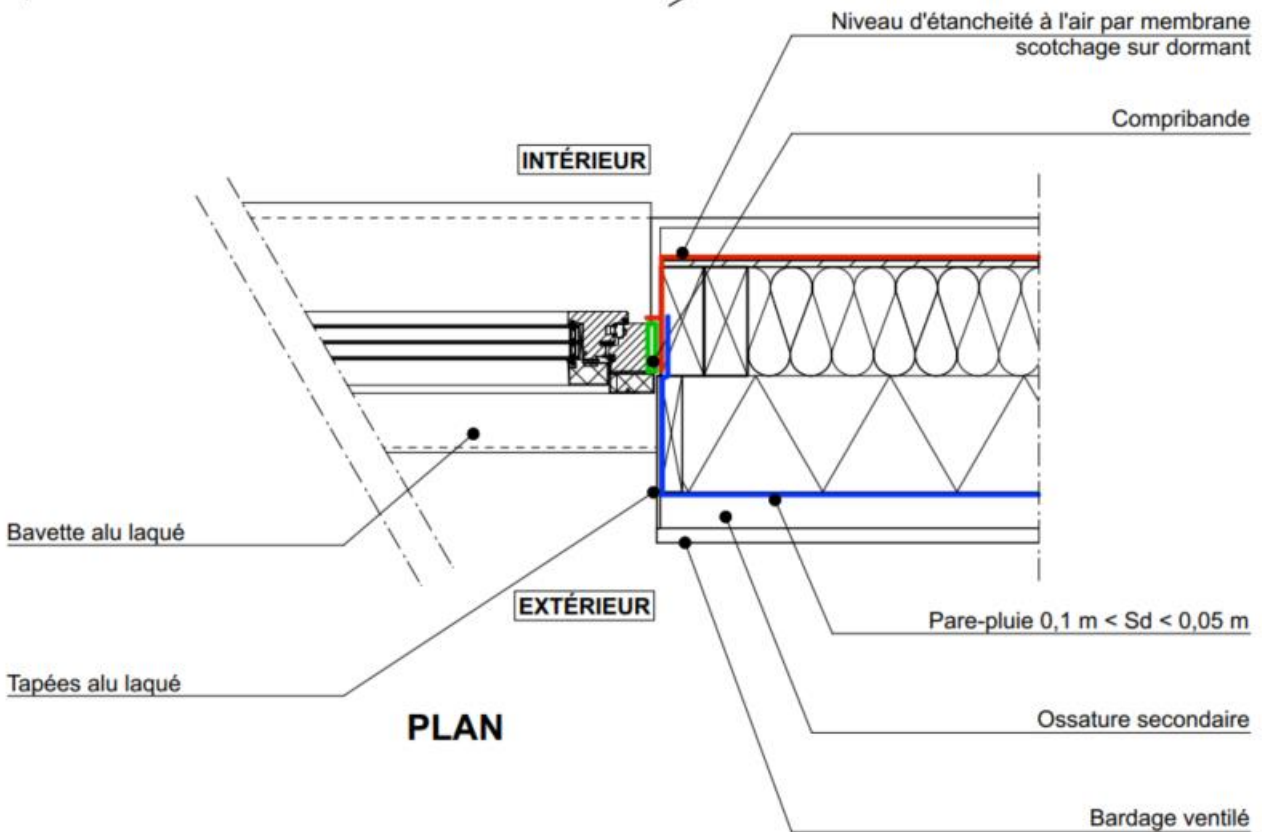 Niveau d'étancheité à l'air par membrane
scotchage sur dormant
Compribande
INTÉRIEUR
Bavette alu laqué
EXTÉRIEUR
Pare-pluie 0,1 m < Sd < 0,05 m
Tapées alu laqué
PLAN
Ossature secondaire
Bardage ventilé